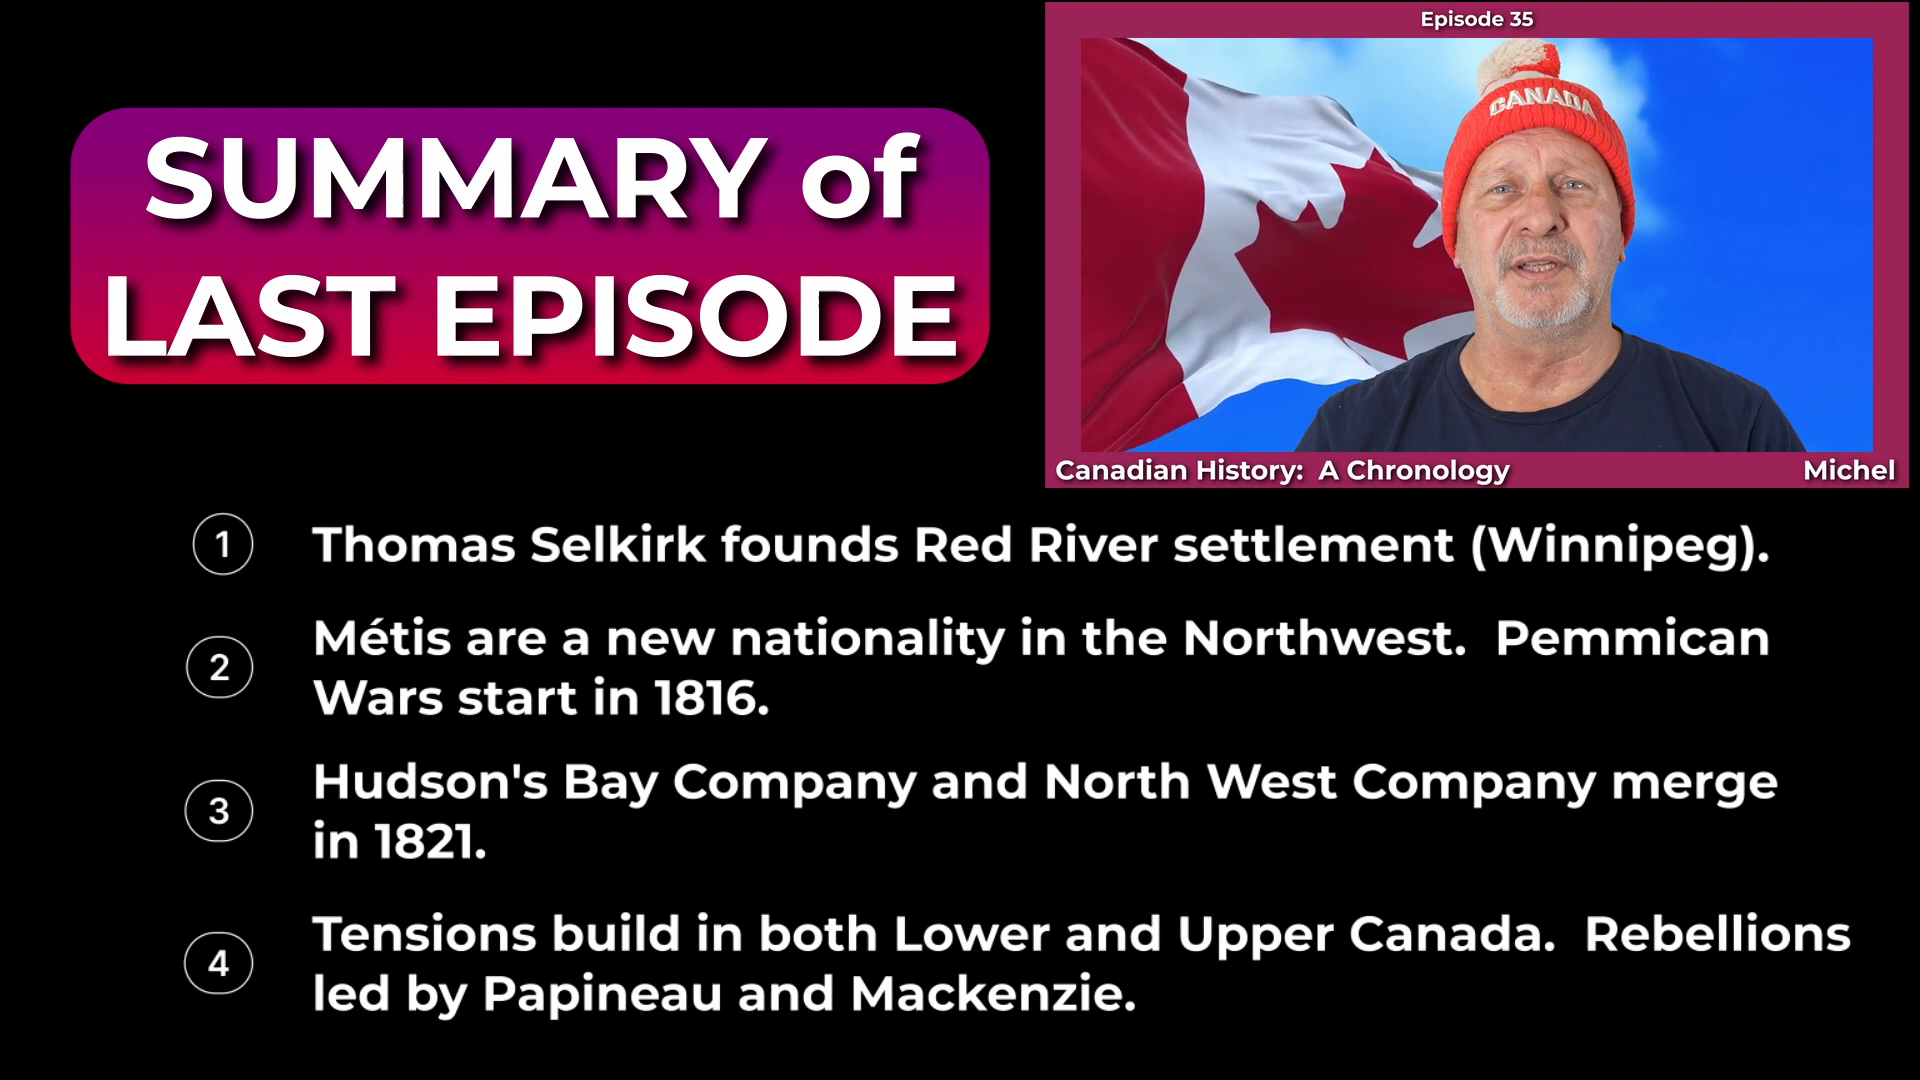 SUMMARY of
LAST EPISODE
Episode 35
CANADA
Canadian History:  A Chronology
Michel
1 Thomas Selkirk founds Red River settlement (Winnipeg).
2 Métis are a new nationality in the Northwest.  Pemmican
Wars start in 1816.
3 Hudson's Bay Company and North West Company merge
in 1821.
4 Tensions build in both Lower and Upper Canada.  Rebellions
led by Papineau and Mackenzie.